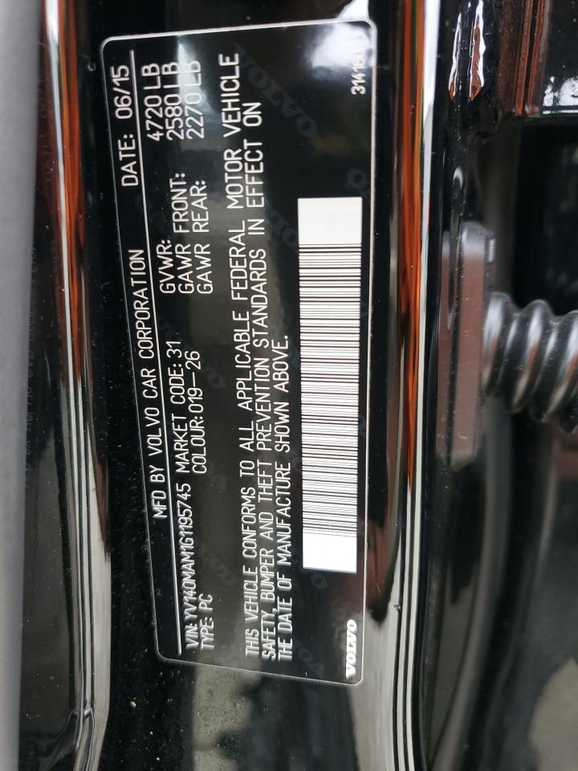 MFD BY VOLVO CAR CORPORATION DATE: 06/15
GVWR: 4720 LB
GAWR FRONT: 2580 LB
GAWR REAR: 2270 LB
VIN: YV140MAM1G1195745 MARKET CODE: 31
TYPE: PC COLOUR: 019-26
THIS VEHICLE CONFORMS TO ALL APPLICABLE FEDERAL MOTOR VEHICLE
SAFETY, BUMPER AND THEFT PREVENTION STANDARDS IN EFFECT ON
THE DATE OF MANUFACTURE SHOWN ABOVE.
VOLVO